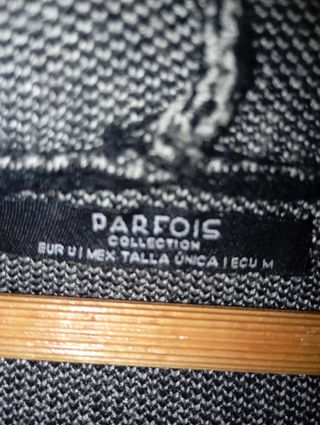 PARFOIS
COLLECTION
EUR U | MEX TALLA ÚNICA | ECU M